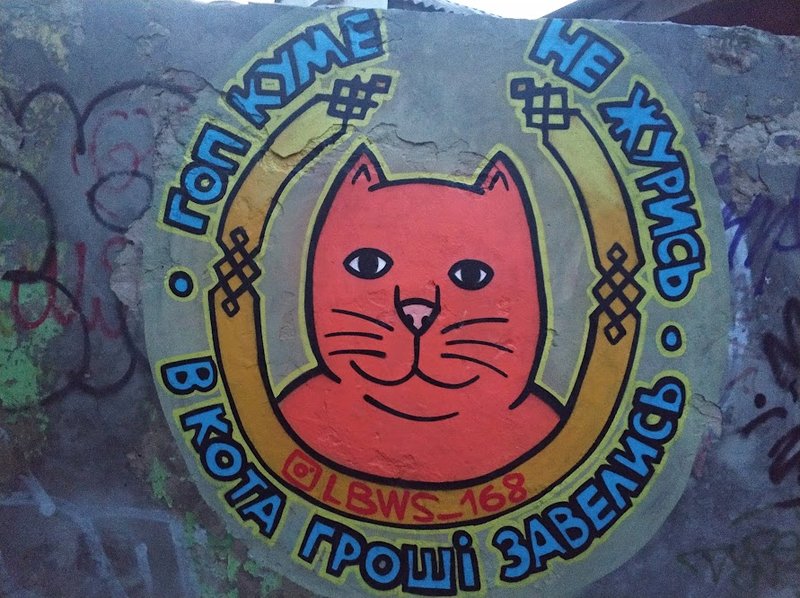 ГОП КУМЕ
НЕ ЖУРИСЬ
В КОТА ГРОШІ ЗАВЕЛИСЬ
LBWS_168